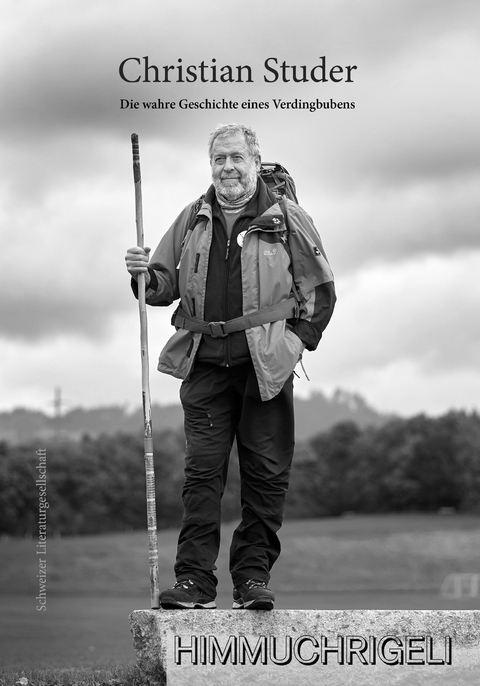 Christian Studer
Die wahre Geschichte eines Verdingbubens
Schweizer Literaturgesellschaft
HIMMUCHRIGELI